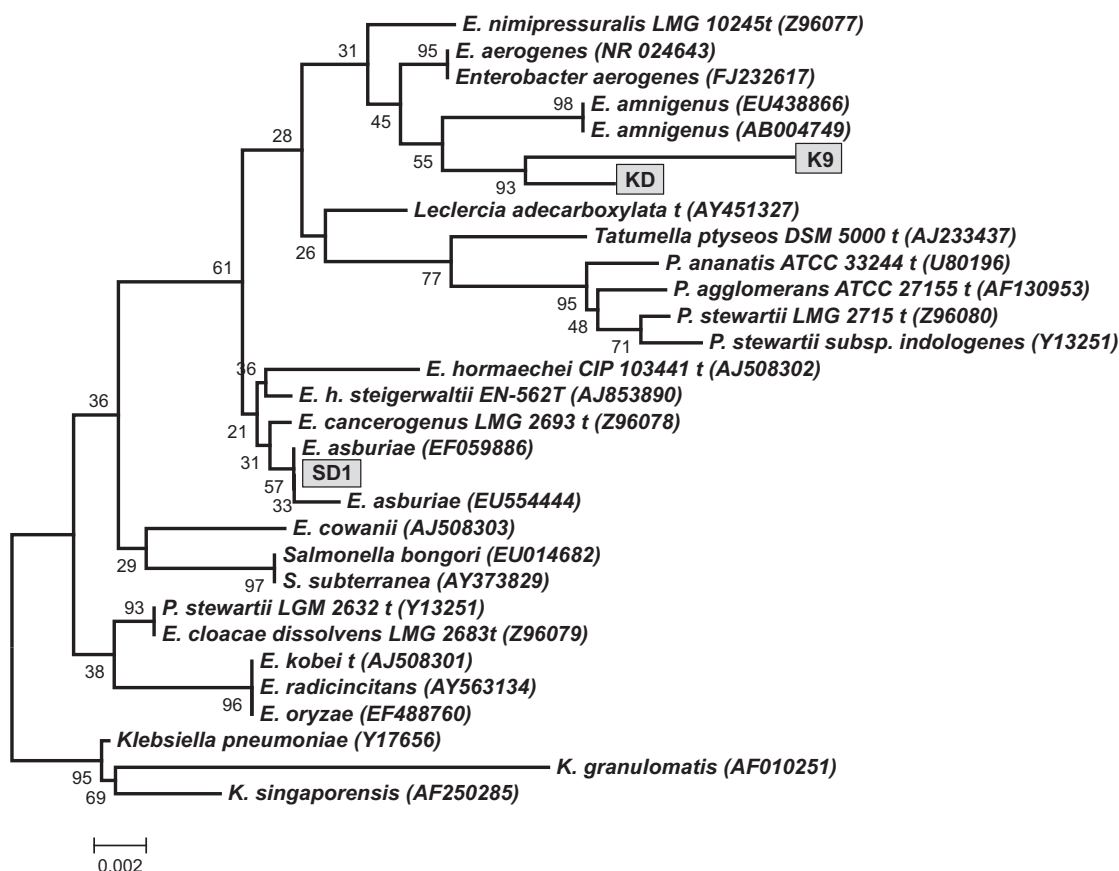 E. nimipressuralis LMG 10245t (Z96077)
31
95
E. aerogenes (NR 024643)
Enterobacter aerogenes (FJ232617)
98
E. amnigenus (EU438866)
45
E. amnigenus (AB004749)
28
55
K9
93
KD
Leclercia adecarboxylata t (AY451327)
26
Tatumella ptyseos DSM 5000 t (AJ233437)
61
77
P. ananatis ATCC 33244 t (U80196)
95
P. agglomerans ATCC 27155 t (AF130953)
48
P. stewartii LMG 2715 t (Z96080)
71
P. stewartii subsp. indologenes (Y13251)
36
E. hormaechei CIP 103441 t (AJ508302)
E. h. steigerwaltii EN-562T (AJ853890)
36
21
E. cancerogenus LMG 2693 t (Z96078)
E. asburiae (EF059886)
31
SD1
57
33
E. asburiae (EU554444)
E. cowanii (AJ508303)
29
Salmonella bongori (EU014682)
97
S. subterranea (AY373829)
93
P. stewartii LGM 2632 t (Y13251)
E. cloacae dissolvens LMG 2683t (Z96079)
38
E. kobei t (AJ508301)
E. radicincitans (AY563134)
96
E. oryzae (EF488760)
Klebsiella pneumoniae (Y17656)
95
K. granulomatis (AF010251)
69
K. singaporensis (AF250285)
0.002